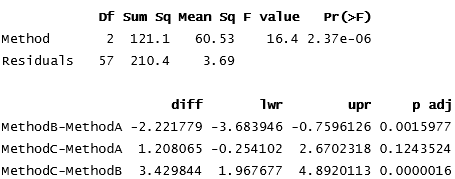 Df Sum Sq Mean Sq F value Pr(>F)
Method 2 121.1 60.53 16.4 2.37e-06
Residuals 57 210.4 3.69
diff lwr upr p adj
MethodB-MethodA -2.221779 -3.683946 -0.7596126 0.0015977
MethodC-MethodA 1.208065 -0.254102 2.6702318 0.1243524
MethodC-MethodB 3.429844 1.967677 4.8920113 0.0000016